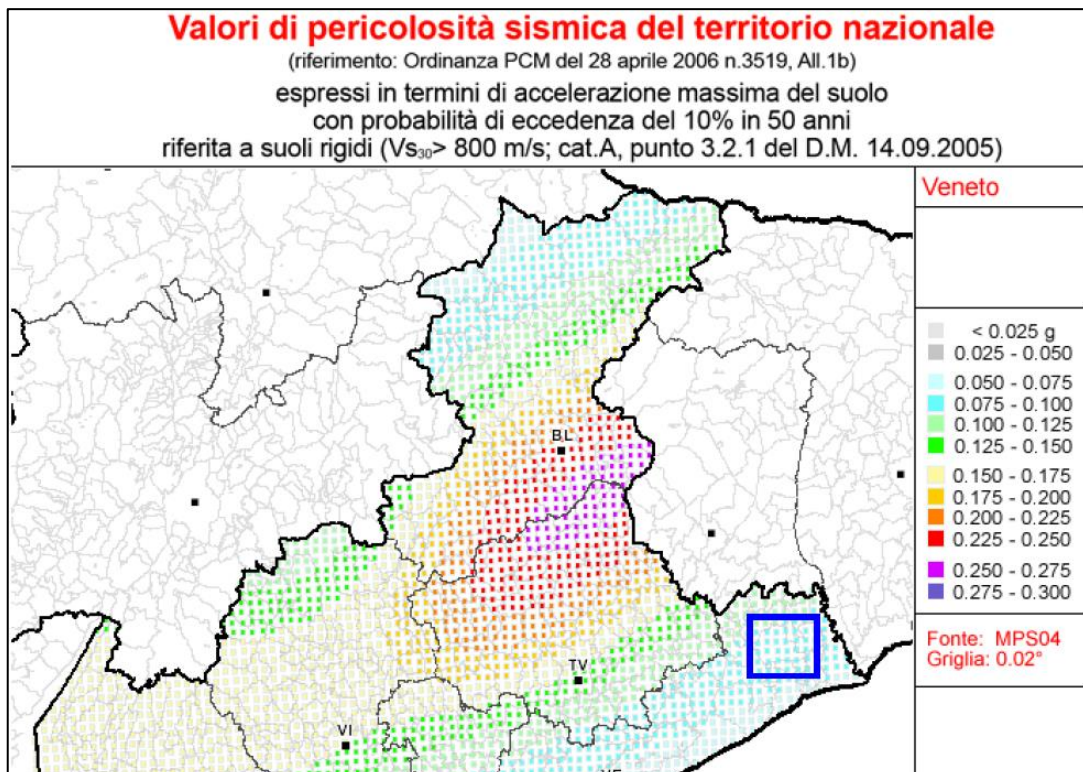 Valori di pericolosità sismica del territorio nazionale
(riferimento: Ordinanza PCM del 28 aprile 2006 n.3519, All.1b)
espressi in termini di accelerazione massima del suolo
con probabilità di eccedenza del 10% in 50 anni
riferita a suoli rigidi (Vs30> 800 m/s; cat.A, punto 3.2.1 del D.M. 14.09.2005)
Veneto
< 0.025 g
0.025 - 0.050
0.050 - 0.075
0.075 - 0.100
0.100 - 0.125
0.125 - 0.150
0.150 - 0.175
0.175 - 0.200
0.200 - 0.225
0.225 - 0.250
0.250 - 0.275
0.275 - 0.300
Fonte: MPS04
Griglia: 0.02°
BL
TV
VI